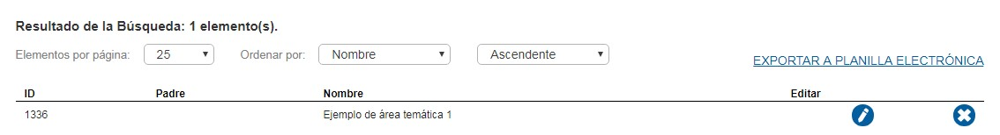 Resultado de la Búsqueda: 1 elemento(s).
Elementos por página: 25 Ordenar por: Nombre Ascendente
EXPORTAR A PLANILLA ELECTRÓNICA
ID Padre Nombre Editar
1336 Ejemplo de área temática 1